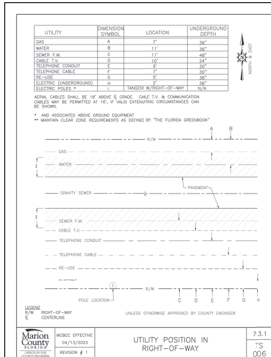 UTILITY DIMENSION SYMBOL LOCATION UNDERGROUND DEPTH
GAS A 7' 36"
WATER B 11' 36"
SEWER F.M. C 11' 48"
CABLE T.V. D 10' 24"
TELEPHONE CONDUIT E 9' 30"
TELEPHONE CABLE F 7' 30"
RE-USE G 5' 36"
ELECTRIC (UNDERGROUND) H 2' 36"
ELECTRIC POLES * I TANGENT W/RIGHT-OF-WAY N/A
AERIAL CABLES SHALL BE 18' ABOVE ℄ GRADE. CABLE T.V. & COMMUNICATION
CABLES MAY BE PERMITTED AT 16', IF VALID EXTENUATING CIRCUMSTANCES CAN
BE SHOWN.
* AND ASSOCIATED ABOVE GROUND EQUIPMENT
** MAINTAIN CLEAR ZONE REQUIREMENTS AS DEFINED BY "THE FLORIDA GREENBOOK"
A B
R/W
GAS
WATER
PAVEMENT
GRAVITY SEWER
SEWER F.M.
CABLE T.V.
TELEPHONE CONDUIT
TELEPHONE CABLE
RE-USE
R/W
POLE LOCATION C D E F G H
LEGEND
R/W RIGHT-OF-WAY
℄ CENTERLINE
UNLESS OTHERWISE APPROVED BY COUNTY ENGINEER
Marion
County
FLORIDA
MCBCC EFFECTIVE
06/13/2023
REVISION # 1
UTILITY POSITION IN
RIGHT-OF-WAY
7.3.1
TS
006